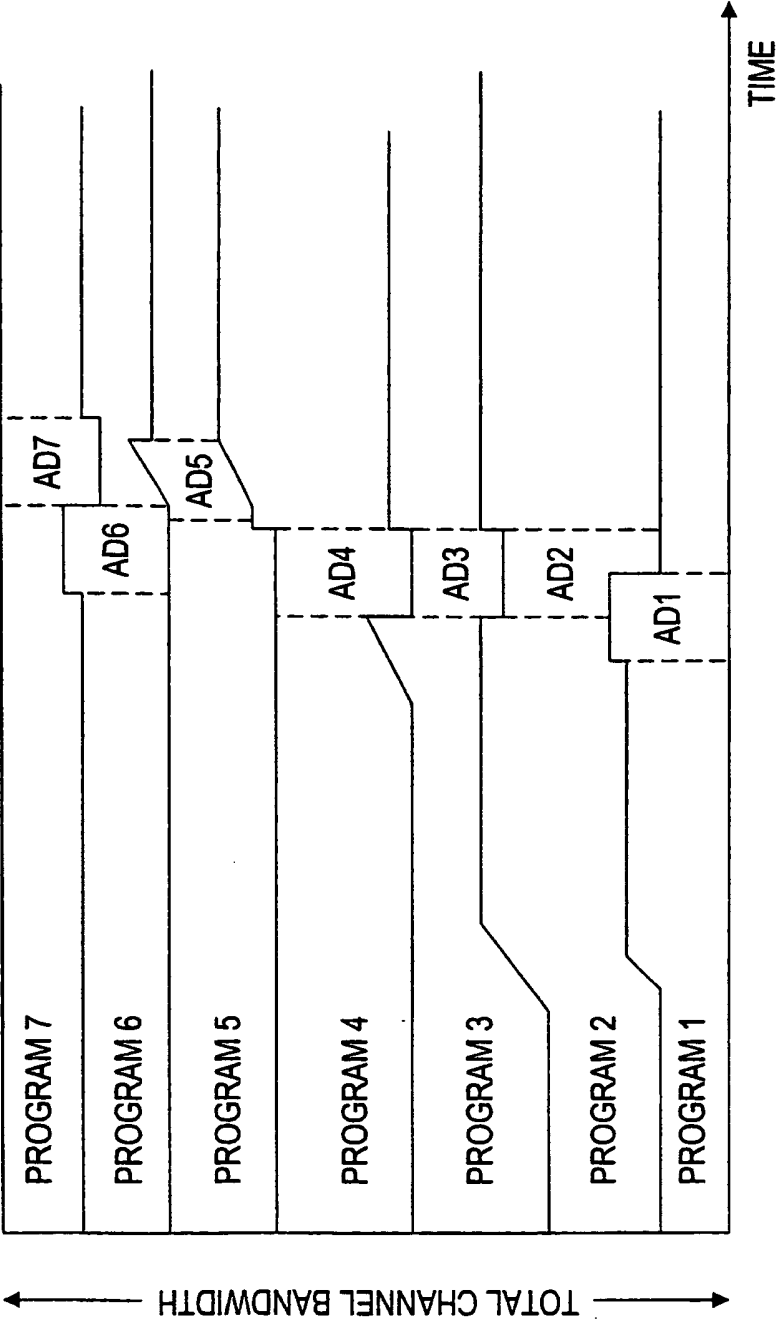 TOTAL CHANNEL BANDWIDTH
PROGRAM 7
PROGRAM 6
PROGRAM 5
PROGRAM 4
PROGRAM 3
PROGRAM 2
PROGRAM 1
AD7
AD6
AD5
AD4
AD3
AD2
AD1
TIME